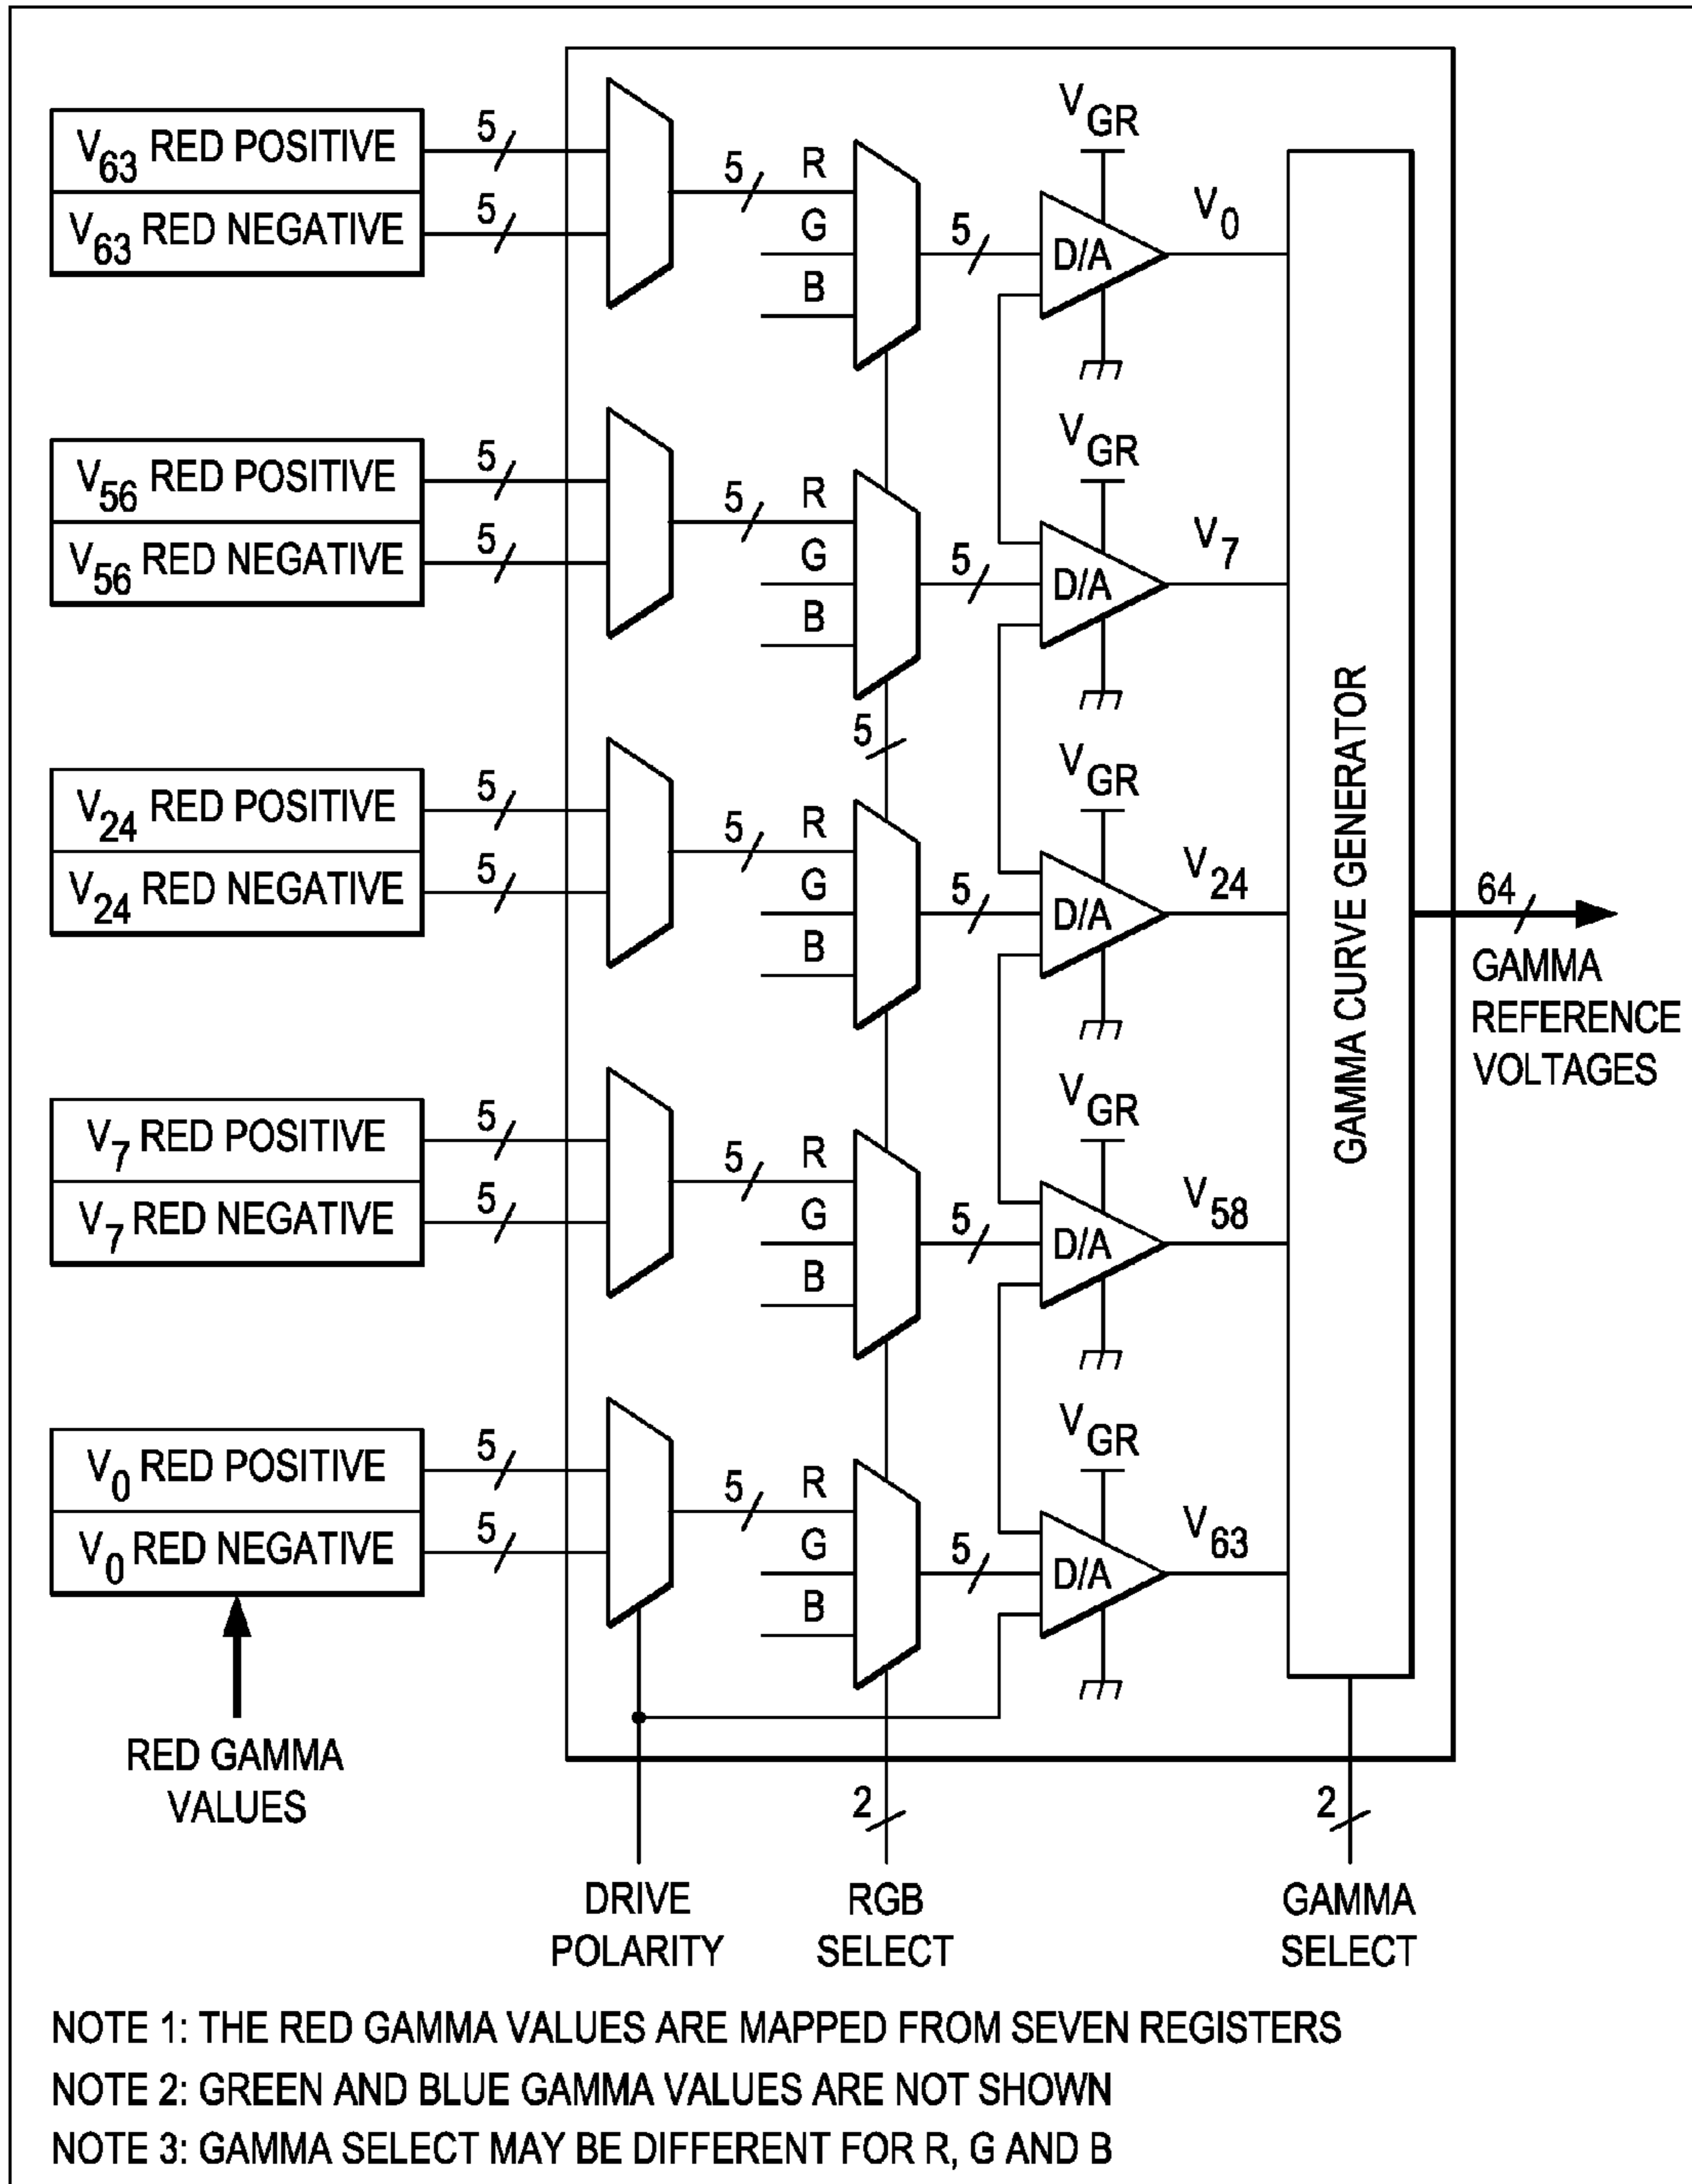 V63 RED POSITIVE
V63 RED NEGATIVE
5
5
5
R
G
B
5
VGR
D/A
V0
V56 RED POSITIVE
V56 RED NEGATIVE
5
5
5
R
G
B
5
VGR
D/A
V7
5
V24 RED POSITIVE
V24 RED NEGATIVE
5
5
5
R
G
B
5
VGR
D/A
V24
V7 RED POSITIVE
V7 RED NEGATIVE
5
5
5
R
G
B
5
VGR
D/A
V58
V0 RED POSITIVE
V0 RED NEGATIVE
5
5
5
R
G
B
5
VGR
D/A
V63
GAMMA CURVE GENERATOR
64
GAMMA
REFERENCE
VOLTAGES
RED GAMMA
VALUES
2
2
DRIVE
POLARITY
RGB
SELECT
GAMMA
SELECT
NOTE 1: THE RED GAMMA VALUES ARE MAPPED FROM SEVEN REGISTERS
NOTE 2: GREEN AND BLUE GAMMA VALUES ARE NOT SHOWN
NOTE 3: GAMMA SELECT MAY BE DIFFERENT FOR R, G AND B